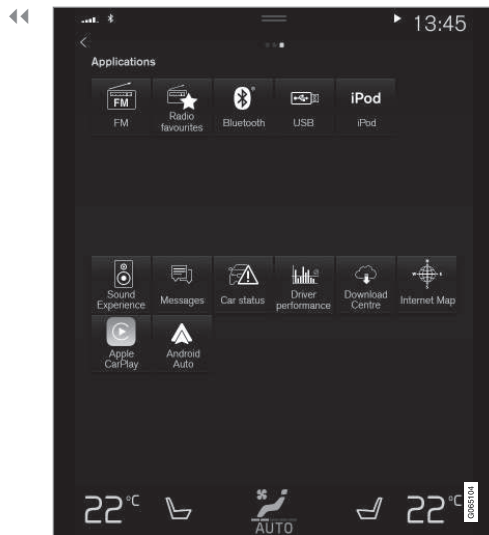 13:45
Applications
FM
iPod
FM
Radio
favourites
Bluetooth
USB
iPod
Sound
Experience
Messages
Car status
Driver
performance
Download
Centre
Internet Map
Apple
CarPlay
Android
Auto
22°C
AUTO
22°C
G065104